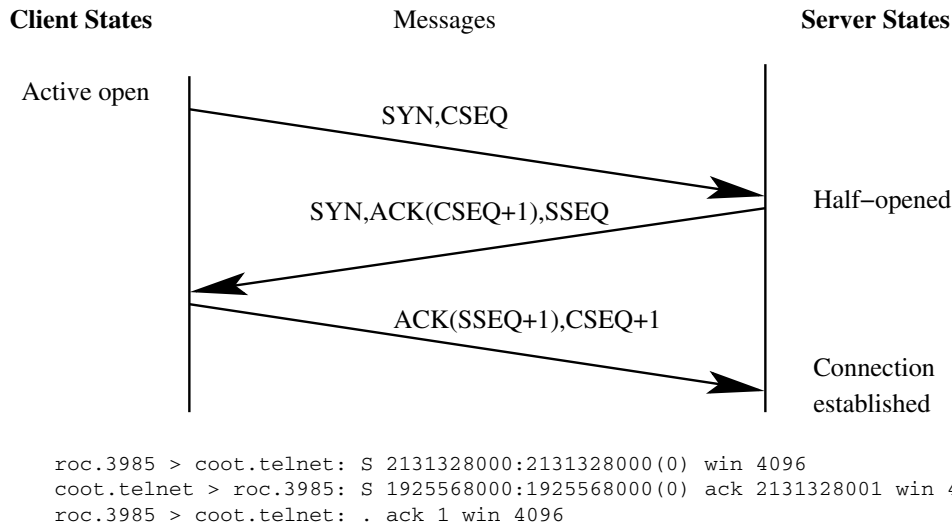 Client States Messages Server States
Active open
SYN,CSEQ
Half−opened
SYN,ACK(CSEQ+1),SSEQ
ACK(SSEQ+1),CSEQ+1
Connection
established
roc.3985 > coot.telnet: S 2131328000:2131328000(0) win 4096
coot.telnet > roc.3985: S 1925568000:1925568000(0) ack 2131328001 win
roc.3985 > coot.telnet: . ack 1 win 4096